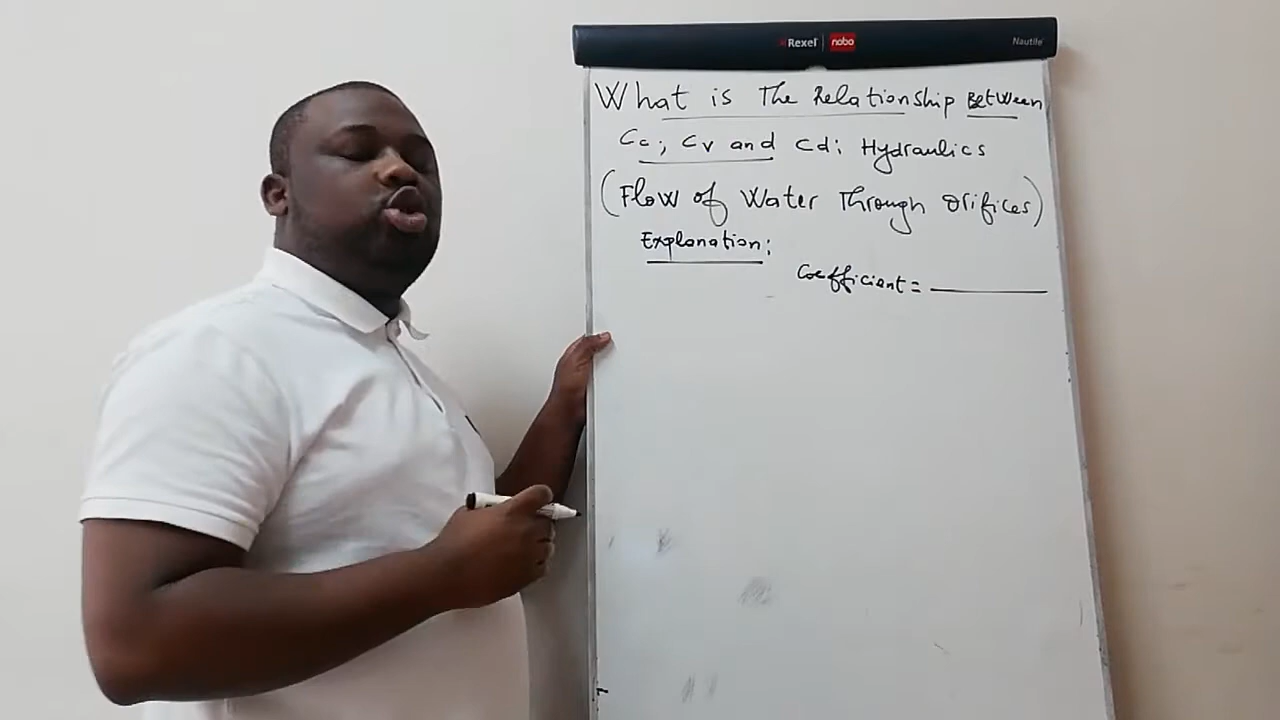 Rexel nobo Nautile
What is The Relationship Between
Cc; Cv and Cd: Hydraulics
(Flow of Water Through Orifices)
Explanation:
Coefficient = ________